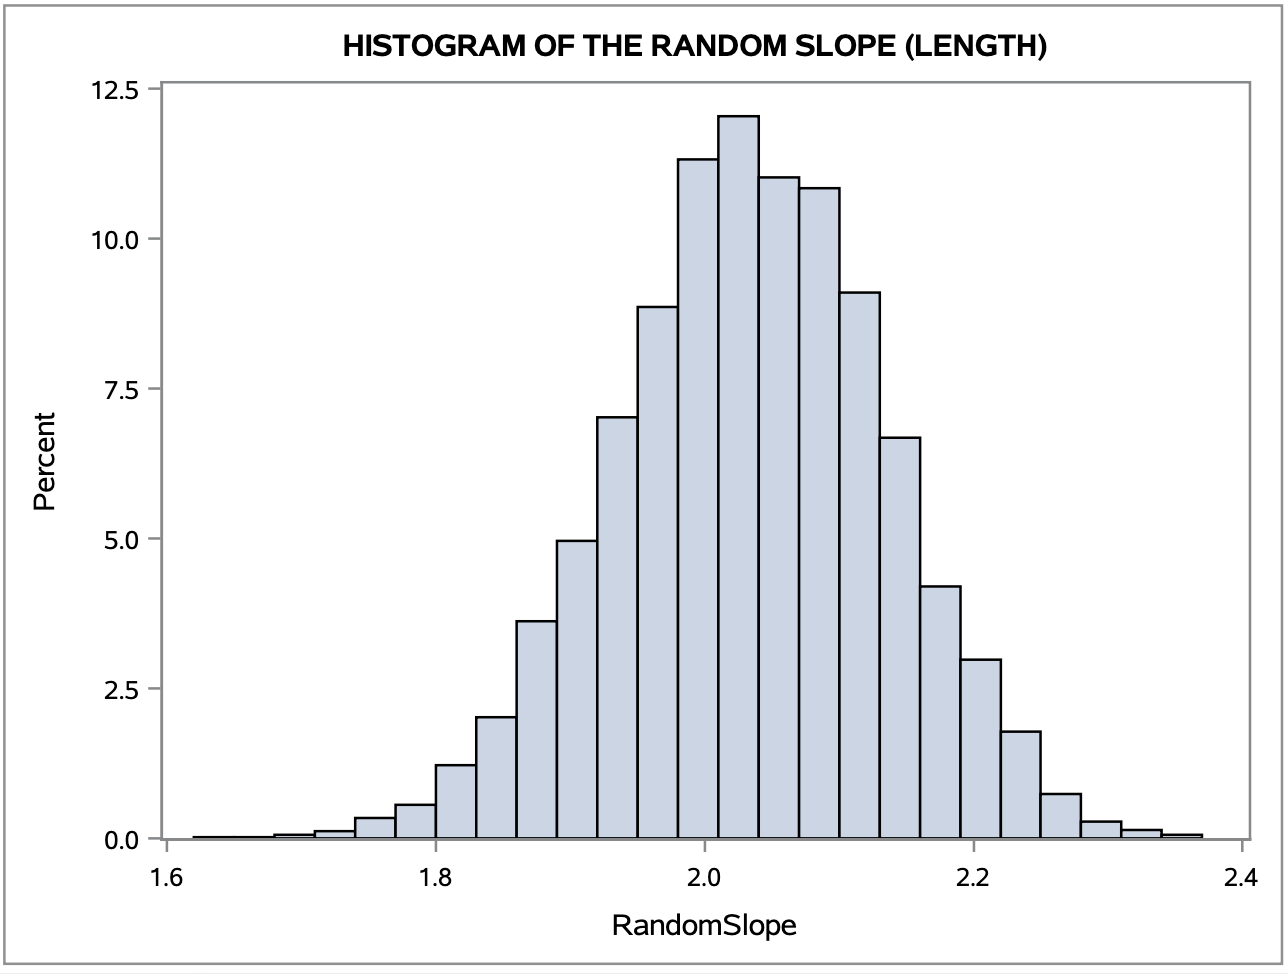 HISTOGRAM OF THE RANDOM SLOPE (LENGTH)
12.5
10.0
7.5
5.0
2.5
0.0
Percent
1.6 1.8 2.0 2.2 2.4
RandomSlope